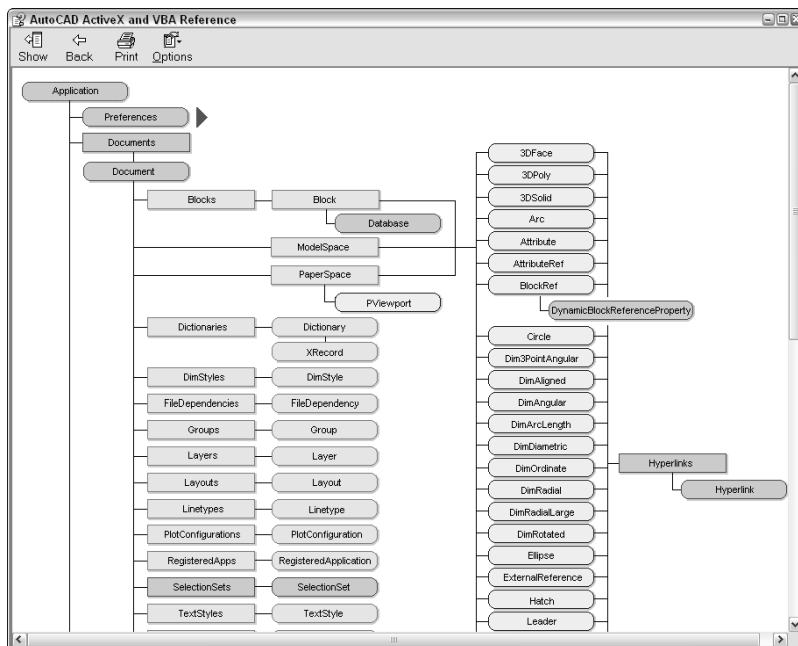 AutoCAD ActiveX and VBA Reference
Show Back Print Options
Application
Preferences
Documents
Document
Blocks Block
Database
ModelSpace
PaperSpace
PViewport
Dictionaries Dictionary
XRecord
DimStyles DimStyle
FileDependencies FileDependency
Groups Group
Layers Layer
Layouts Layout
Linetypes Linetype
PlotConfigurations PlotConfiguration
RegisteredApps RegisteredApplication
SelectionSets SelectionSet
TextStyles TextStyle
3DFace
3DPoly
3DSolid
Arc
Attribute
AttributeRef
BlockRef
DynamicBlockReferenceProperty
Circle
Dim3PointAngular
DimAligned
DimAngular
DimArcLength
DimDiametric
DimOrdinate
DimRadial
DimRadialLarge
DimRotated
Ellipse
ExternalReference
Hatch
Leader
Hyperlinks
Hyperlink